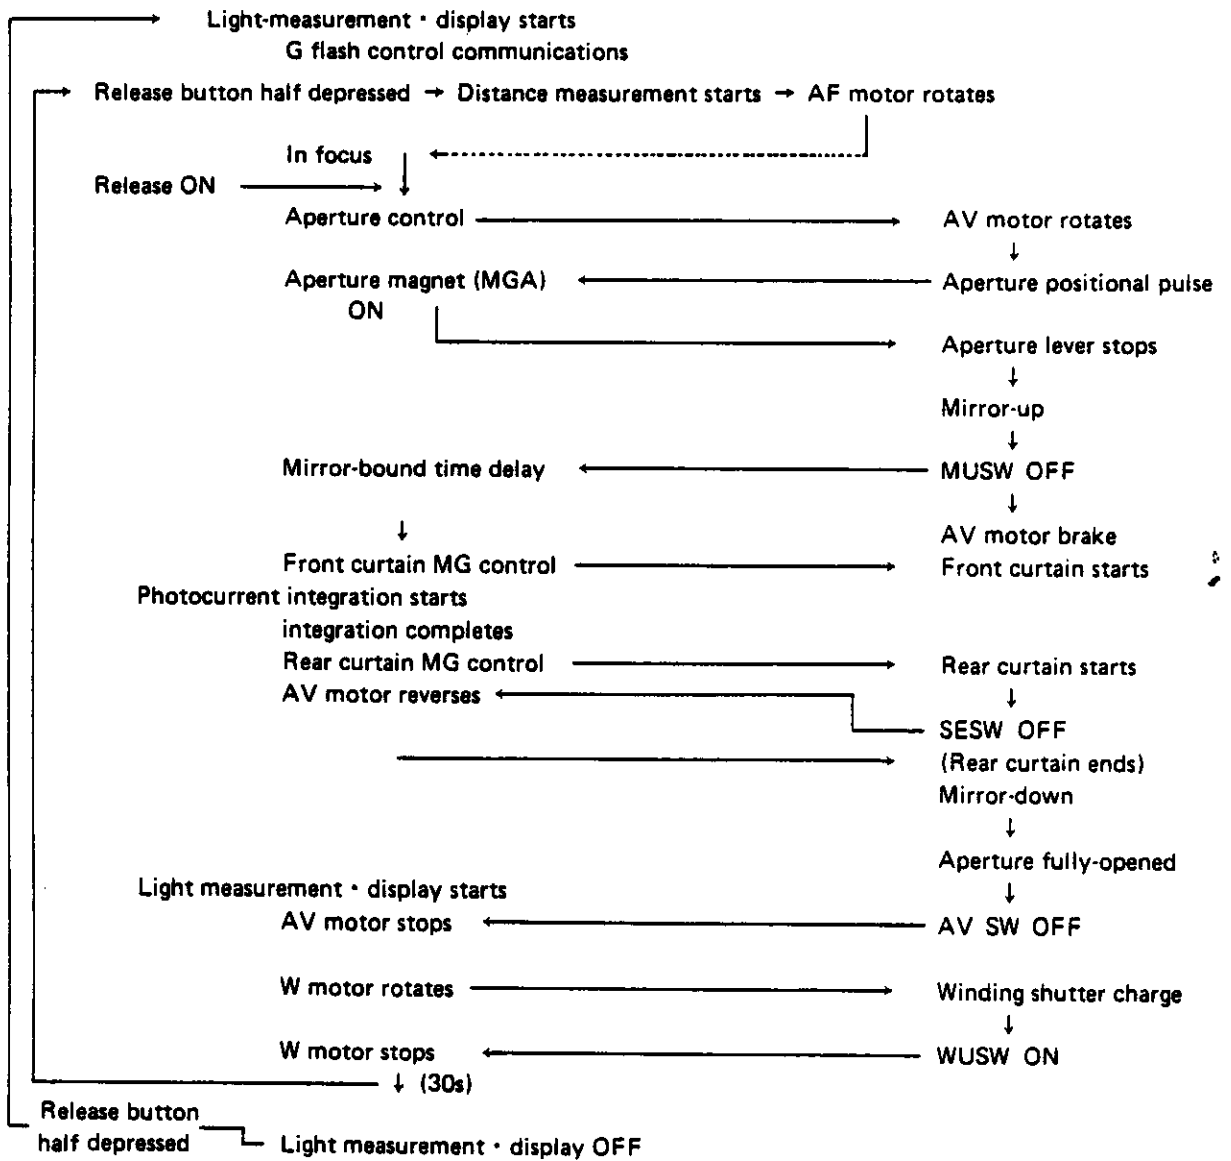 Light-measurement · display starts
G flash control communications
Release button half depressed → Distance measurement starts → AF motor rotates
In focus
Release ON
Aperture control
AV motor rotates
Aperture magnet (MGA)
Aperture positional pulse
ON
Aperture lever stops
Mirror-up
Mirror-bound time delay
MUSW OFF
AV motor brake
Front curtain MG control
Front curtain starts
Photocurrent integration starts
integration completes
Rear curtain MG control
Rear curtain starts
AV motor reverses
SESW OFF
(Rear curtain ends)
Mirror-down
Aperture fully-opened
Light measurement · display starts
AV motor stops
AV SW OFF
W motor rotates
Winding shutter charge
W motor stops
WUSW ON
(30s)
Release button
half depressed
Light measurement · display OFF